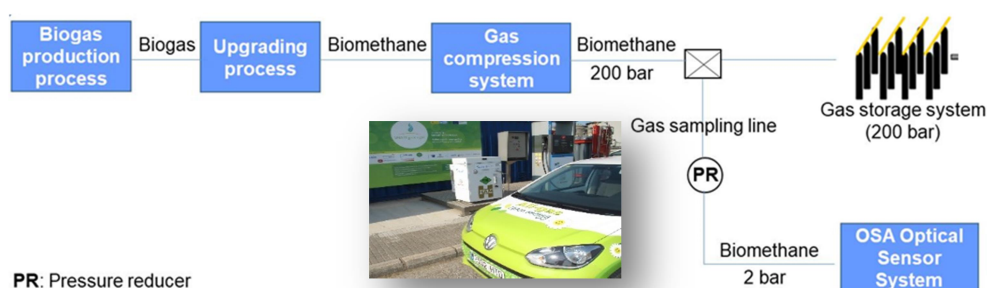 Biogas
production
process
Biogas
Upgrading
process
Biomethane
Gas
compression
system
Biomethane
200 bar
Gas storage system
(200 bar)
Gas sampling line
PR
Biomethane
2 bar
OSA Optical
Sensor
System
PR: Pressure reducer